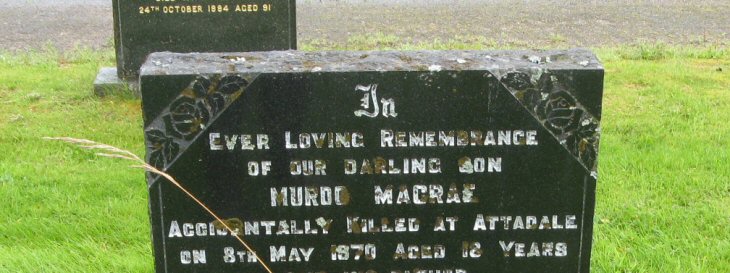 24TH OCTOBER 1994 AGED 91
In
EVER LOVING REMEMBRANCE
OF OUR DARLING SON
MURDO MACRAE
ACCIDENTALLY KILLED AT ATTADALE
ON 8TH MAY 1970 AGED 16 YEARS